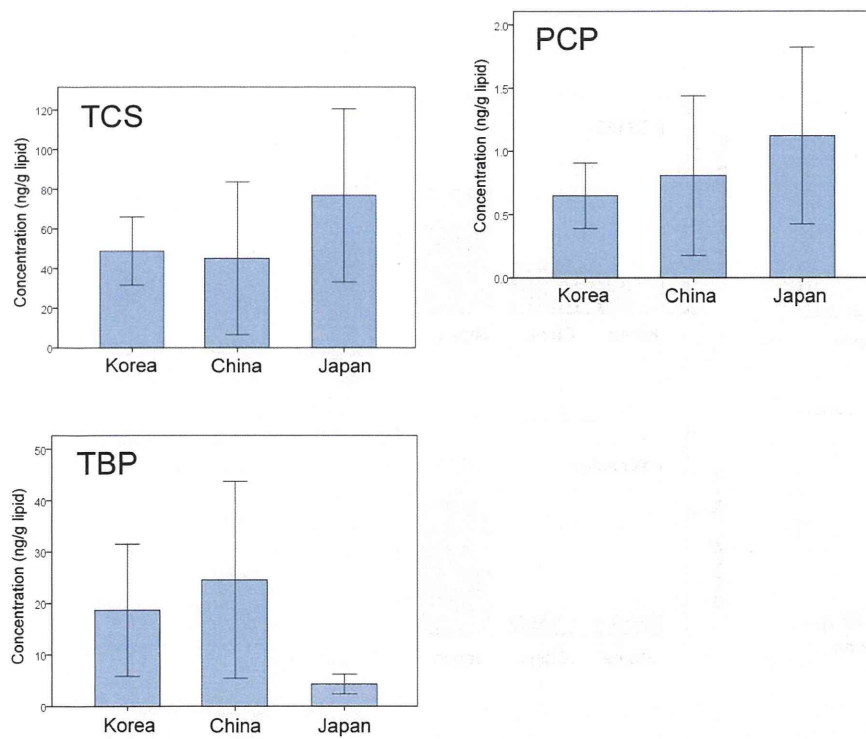 TCS
Concentration (ng/g lipid)
120
100
80
60
40
20
0
Korea China Japan
PCP
Concentration (ng/g lipid)
2.0
1.5
1.0
0.5
0.0
Korea China Japan
TBP
Concentration (ng/g lipid)
50
40
30
20
10
0
Korea China Japan